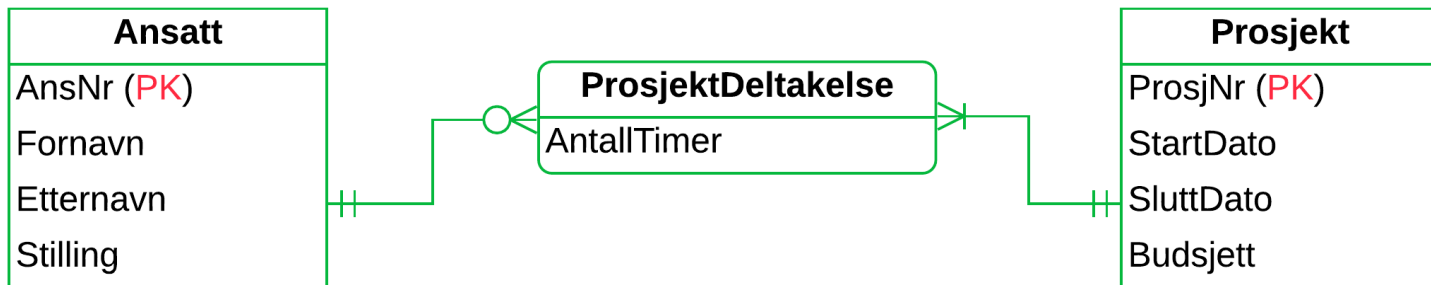 Ansatt
AnsNr (PK)
Fornavn
Etternavn
Stilling
ProsjektDeltakelse
AntallTimer
Prosjekt
ProsjNr (PK)
StartDato
SluttDato
Budsjett